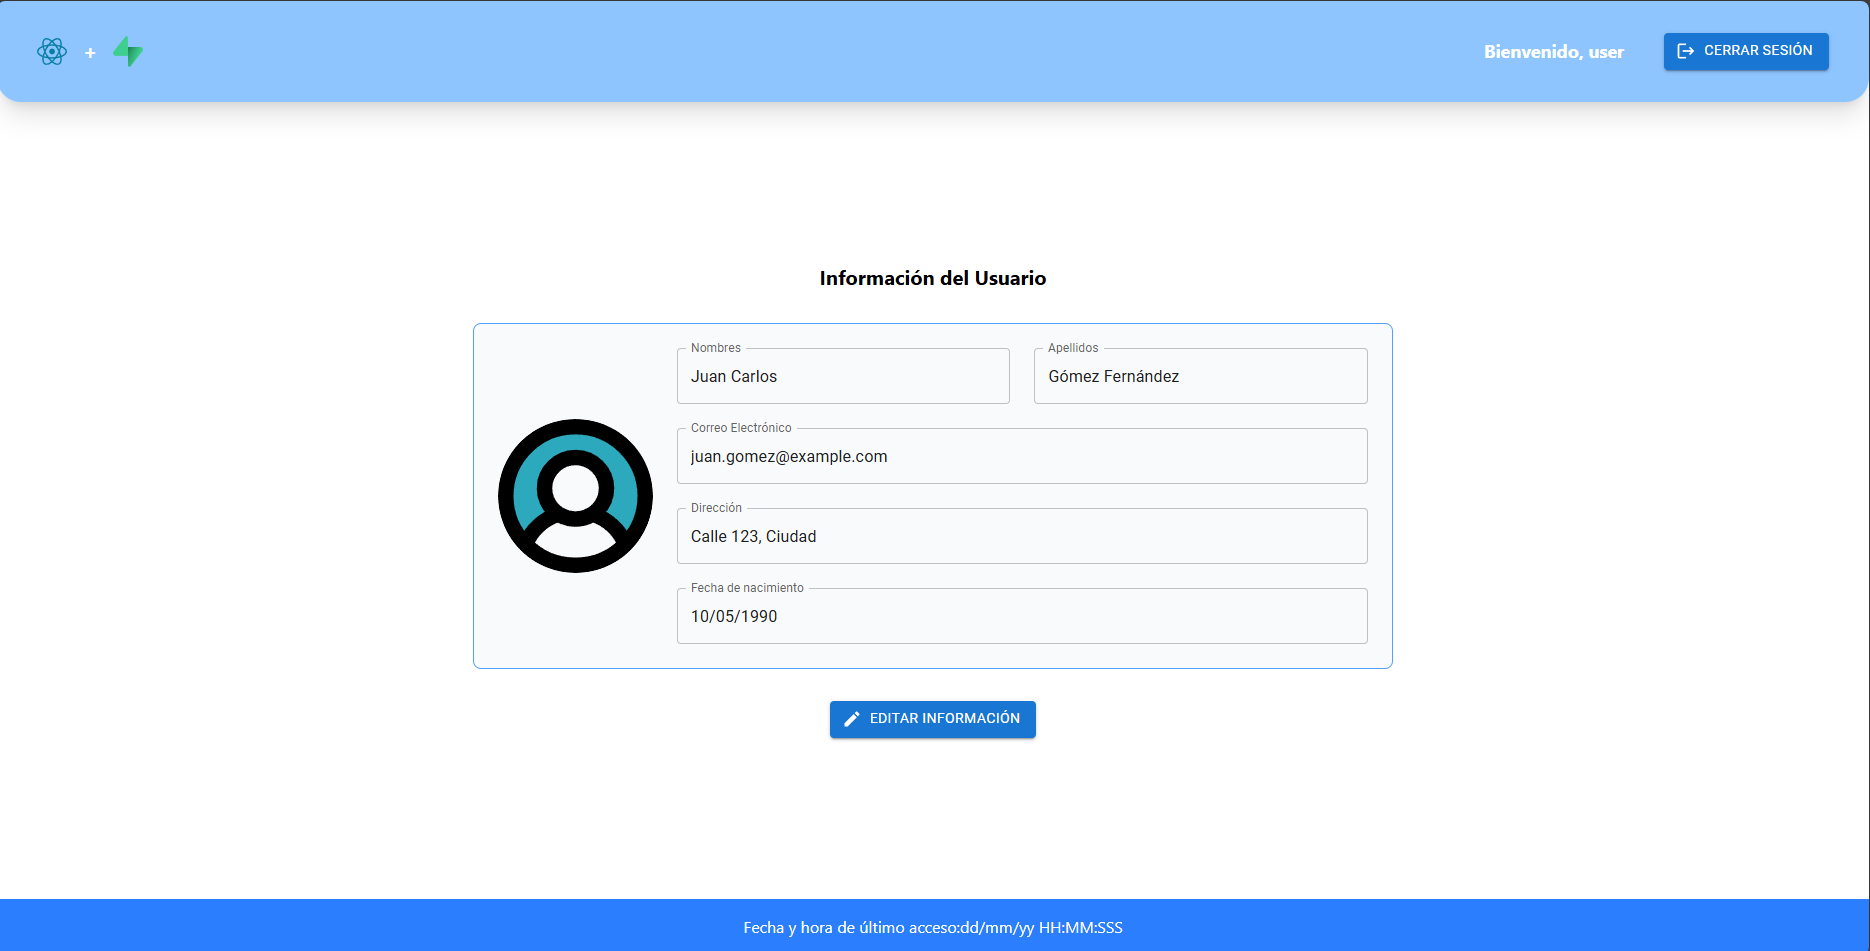 +
Bienvenido, user
CERRAR SESIÓN
Información del Usuario
Nombres
Juan Carlos
Apellidos
Gómez Fernández
Correo Electrónico
juan.gomez@example.com
Dirección
Calle 123, Ciudad
Fecha de nacimiento
10/05/1990
EDITAR INFORMACIÓN
Fecha y hora de último acceso:dd/mm/yy HH:MM:SSS